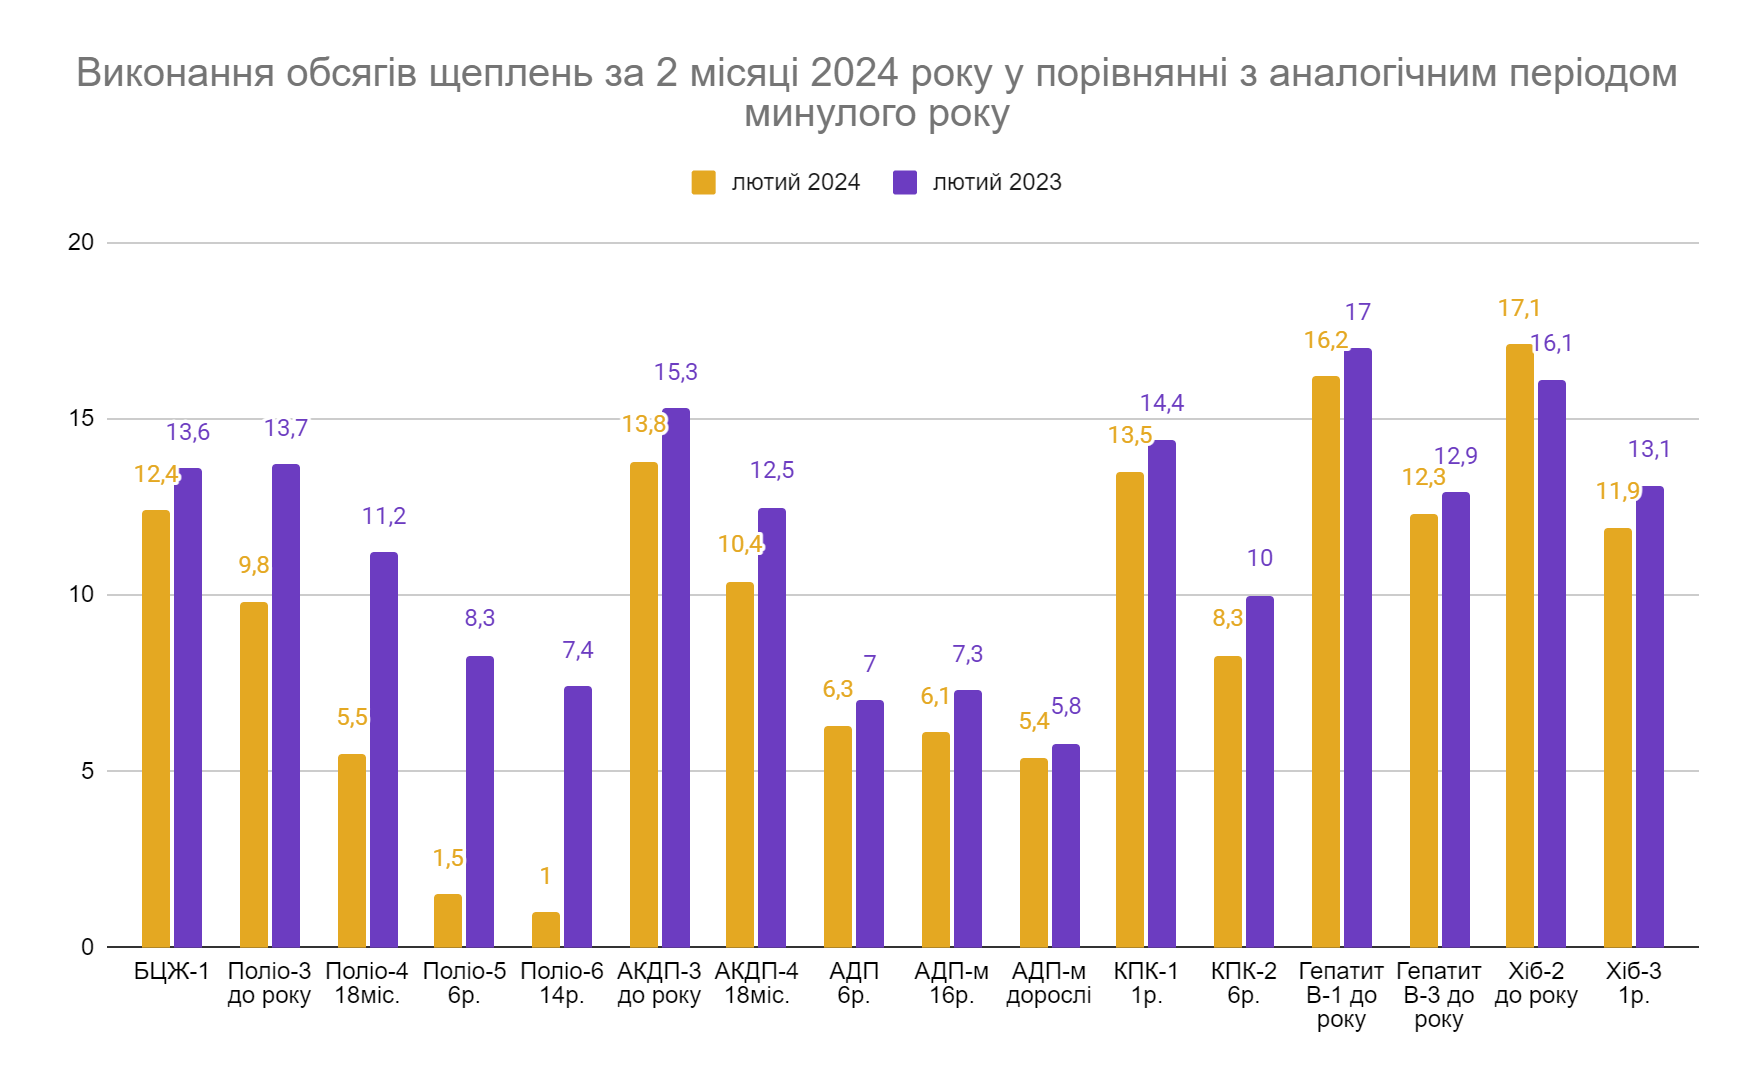 Виконання обсягів щеплень за 2 місяці 2024 року у порівнянні з аналогічним періодом
минулого року
лютий 2024
лютий 2023
20
15
10
5
0
12,4
13,6
9,8
13,7
5,5
11,2
1,5
8,3
1
7,4
13,8
15,3
10,4
12,5
6,3
7
6,1
7,3
5,4
5,8
13,5
14,4
8,3
10
16,2
17
12,3
12,9
17,1
16,1
11,9
13,1
БЦЖ-1
Поліо-3
до року
Поліо-4
18міс.
Поліо-5
6р.
Поліо-6
14р.
АКДП-3
до року
АКДП-4
18міс.
АДП
6р.
АДП-м
16р.
АДП-м
дорослі
КПК-1
1р.
КПК-2
6р.
Гепатит
В-1 до
року
Гепатит
В-3 до
року
Хіб-2
до року
Хіб-3
1р.